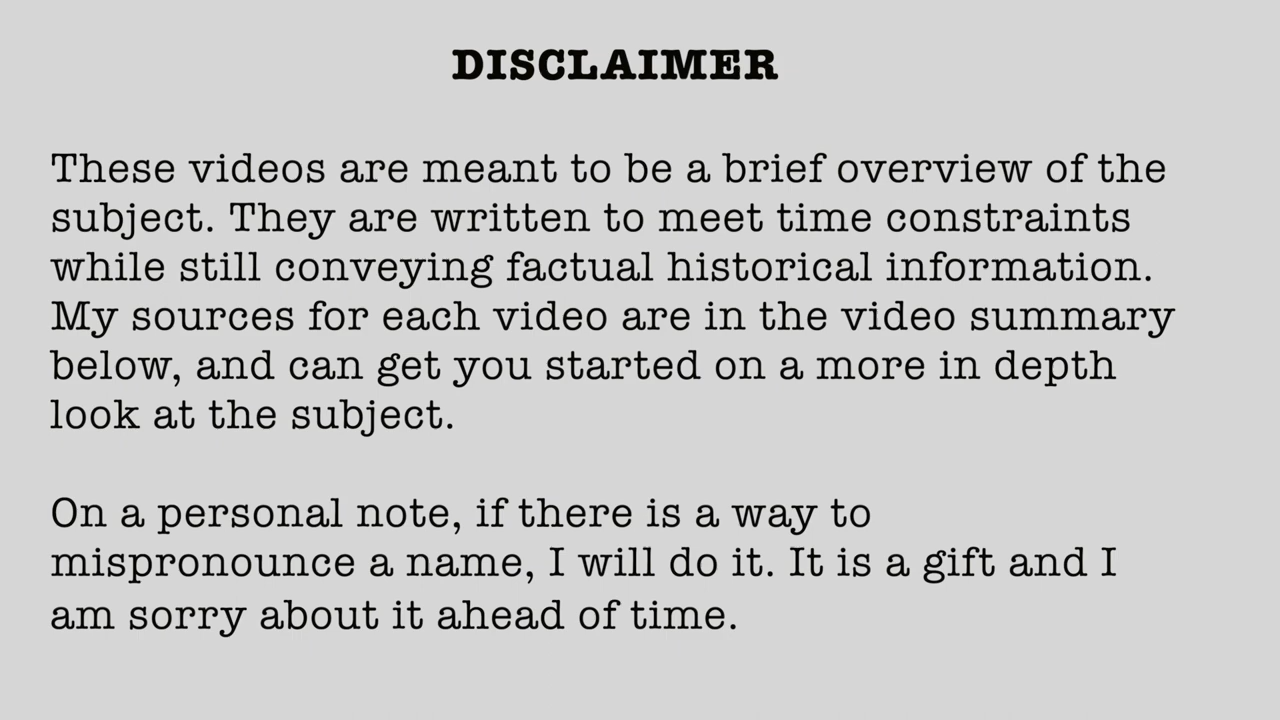 DISCLAIMER
These videos are meant to be a brief overview of the
subject. They are written to meet time constraints
while still conveying factual historical information.
My sources for each video are in the video summary
below, and can get you started on a more in depth
look at the subject.
On a personal note, if there is a way to
mispronounce a name, I will do it. It is a gift and I
am sorry about it ahead of time.